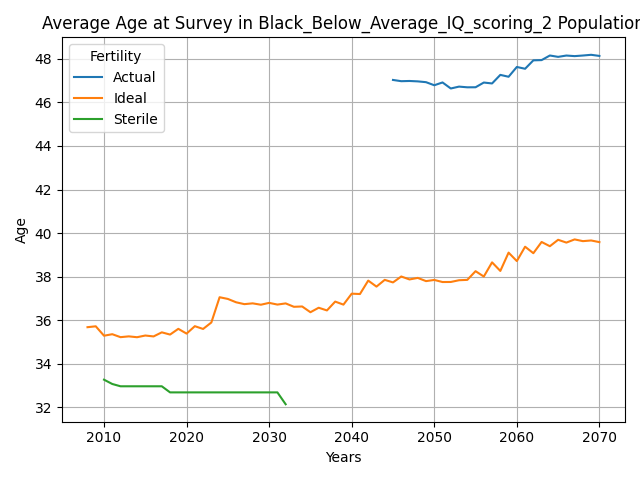 Average Age at Survey in Black_Below_Average_IQ_scoring_2 Population
Fertility
Actual
Ideal
Sterile
48
46
44
42
40
38
36
34
32
Age
2010
2020
2030
2040
2050
2060
2070
Years